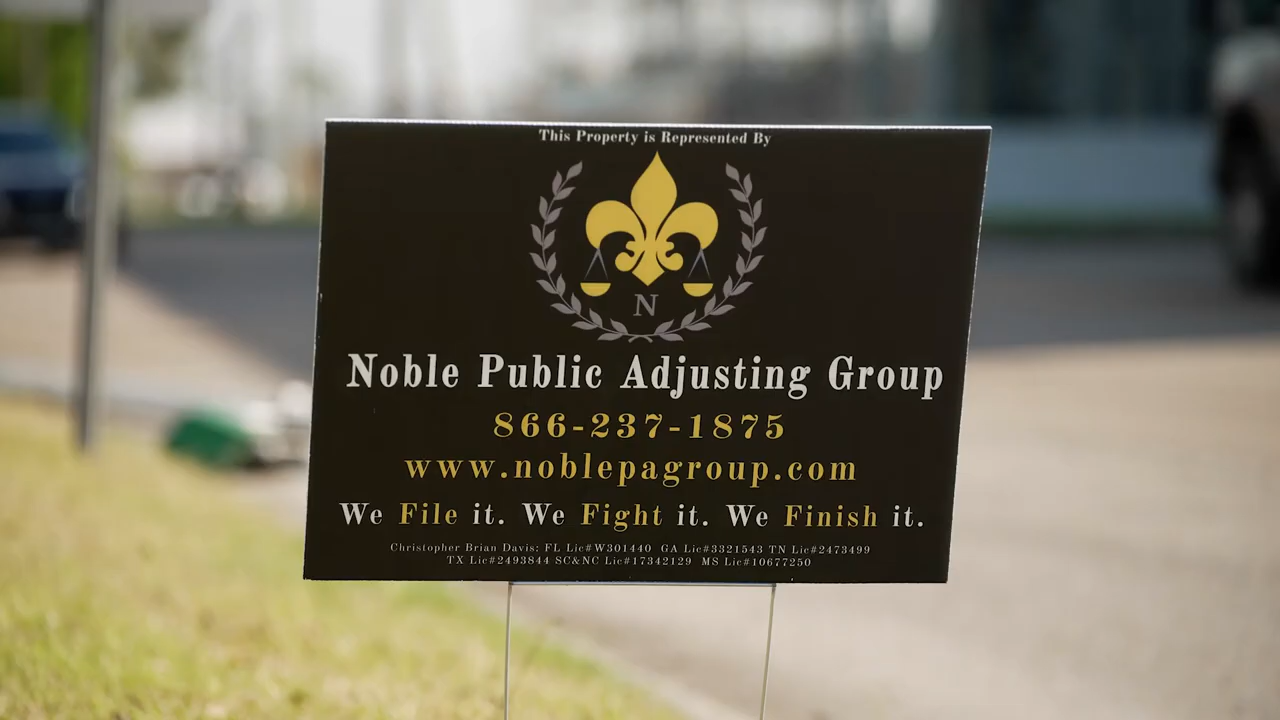 This Property is Represented By
N
Noble Public Adjusting Group
866-237-1875
www.noblepagroup.com
We File it. We Fight it. We Finish it.
Christopher Brian Davis: FL Lic#W301440 GA Lic#3321543 TN Lic#2473499
TX Lic#2493844 SC&NC Lic#17342129 MS Lic#10677250